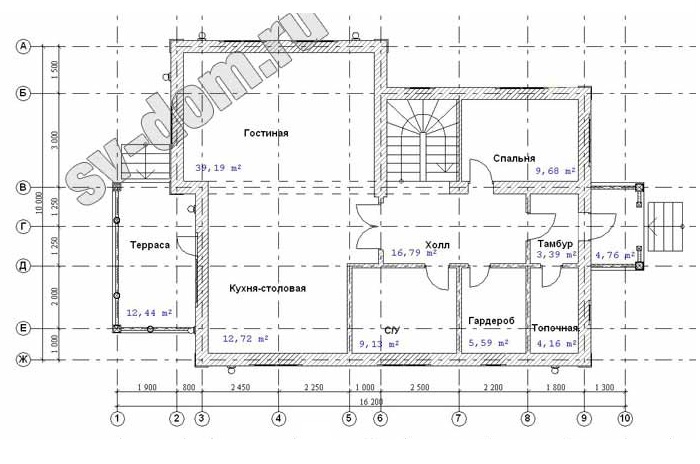 sv-dom.ru
А
Б
В
Г
Д
Е
Ж
1 500
3 000
1 250
1 250
2 000
1 000
10 000
Гостиная
39,19 m²
Спальня
9,68 m²
Терраса
12,44 m²
Холл
16,79 m²
Тамбур
3,39 m²
4,76 m²
Кухня-столовая
12,72 m²
С/У
9,13 m²
Гардероб
5,59 m²
Топочная
4,16 m²
1 900 800 2 450 2 250 1 000 2 500 2 200 1 800 1 300
16 200
1 2 3 4 5 6 7 8 9 10